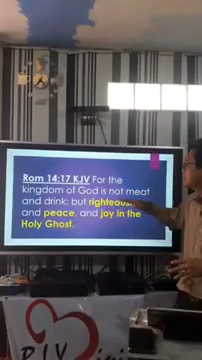 Rom 14:17 KJV For the
kingdom of God is not meat
and drink; but righteous
and peace, and joy in the
Holy Ghost.